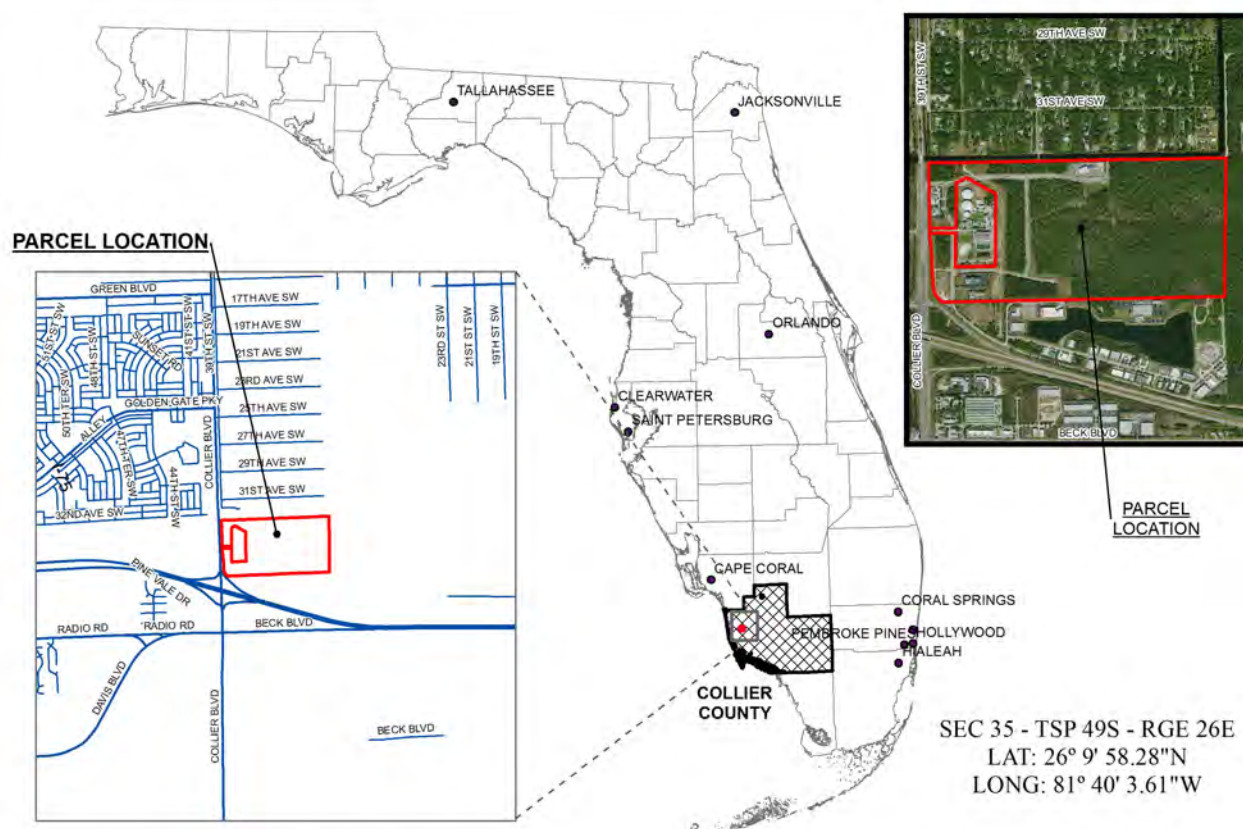 TALLAHASSEE
JACKSONVILLE
ORLANDO
CLEARWATER
SAINT PETERSBURG
CAPE CORAL
CORAL SPRINGS
PEMBROKE PINES
HOLLYWOOD
HIALEAH
COLLIER
COUNTY
PARCEL LOCATION
GREEN BLVD
17TH AVE SW
19TH AVE SW
21ST AVE SW
23RD AVE SW
25TH AVE SW
27TH AVE SW
29TH AVE SW
31ST AVE SW
23RD ST SW
21ST ST SW
19TH ST SW
51ST ST SW
50TH TER SW
48TH ST SW
SUNSET RD
41ST ST SW
39TH ST SW
GOLDEN GATE PKY
COLLIER BLVD
ALLEY
47TH TER SW
44TH ST SW
I-75
32ND AVE SW
PINE VALE DR
RADIO RD
RADIO RD
BECK BLVD
DAVIS BLVD
COLLIER BLVD
BECK BLVD
29TH AVE SW
31ST AVE SW
39TH ST SW
COLLIER BLVD
BECK BLVD
PARCEL
LOCATION
SEC 35 - TSP 49S - RGE 26E
LAT: 26º 9' 58.28"N
LONG: 81º 40' 3.61"W